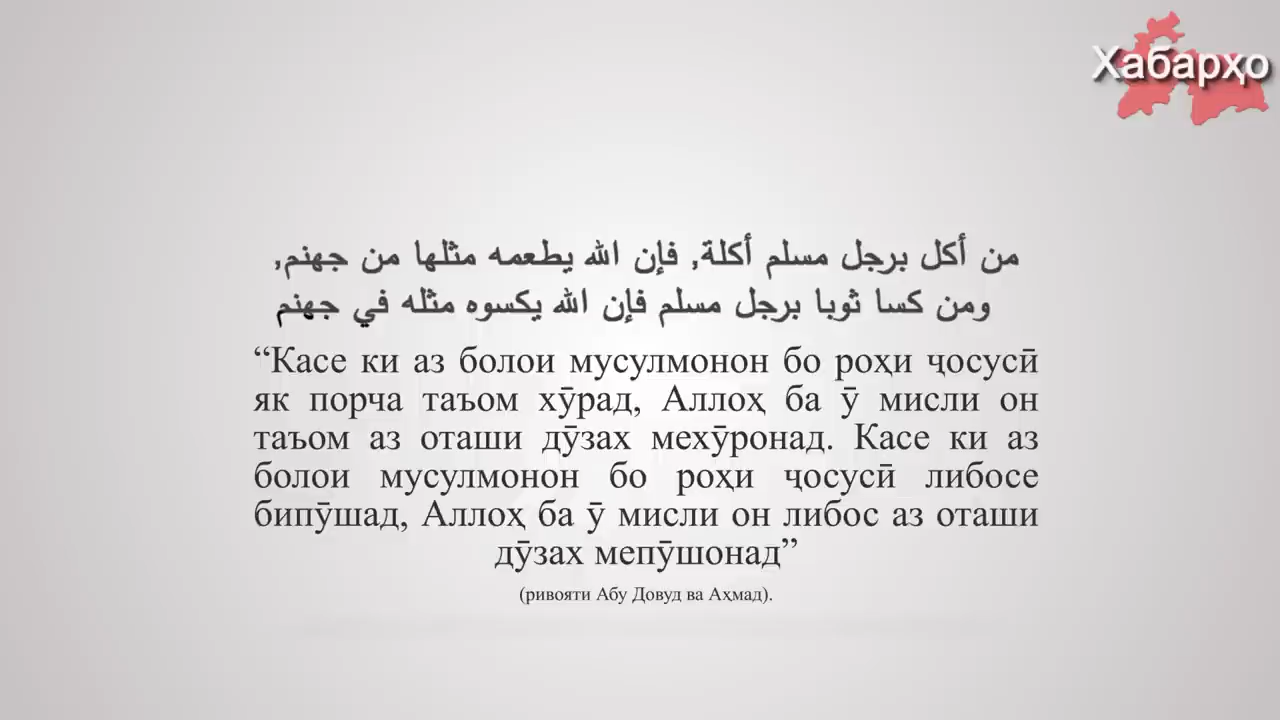 Хабарҳо
من أكل برجل مسلم أكلة, فإن الله يطعمه مثلها من جهنم,
ومن كسا ثوبا برجل مسلم فإن الله يكسوه مثله في جهنم
“Касе ки аз болои мусулмонон бо роҳи ҷосусӣ
як порча таъом хӯрад, Аллоҳ ба ӯ мисли он
таъом аз оташи дӯзах мехӯронад. Касе ки аз
болои мусулмонон бо роҳи ҷосусӣ либосе
бипӯшад, Аллоҳ ба ӯ мисли он либос аз оташи
дӯзах мепӯшонад”
(ривояти Абу Довуд ва Аҳмад).